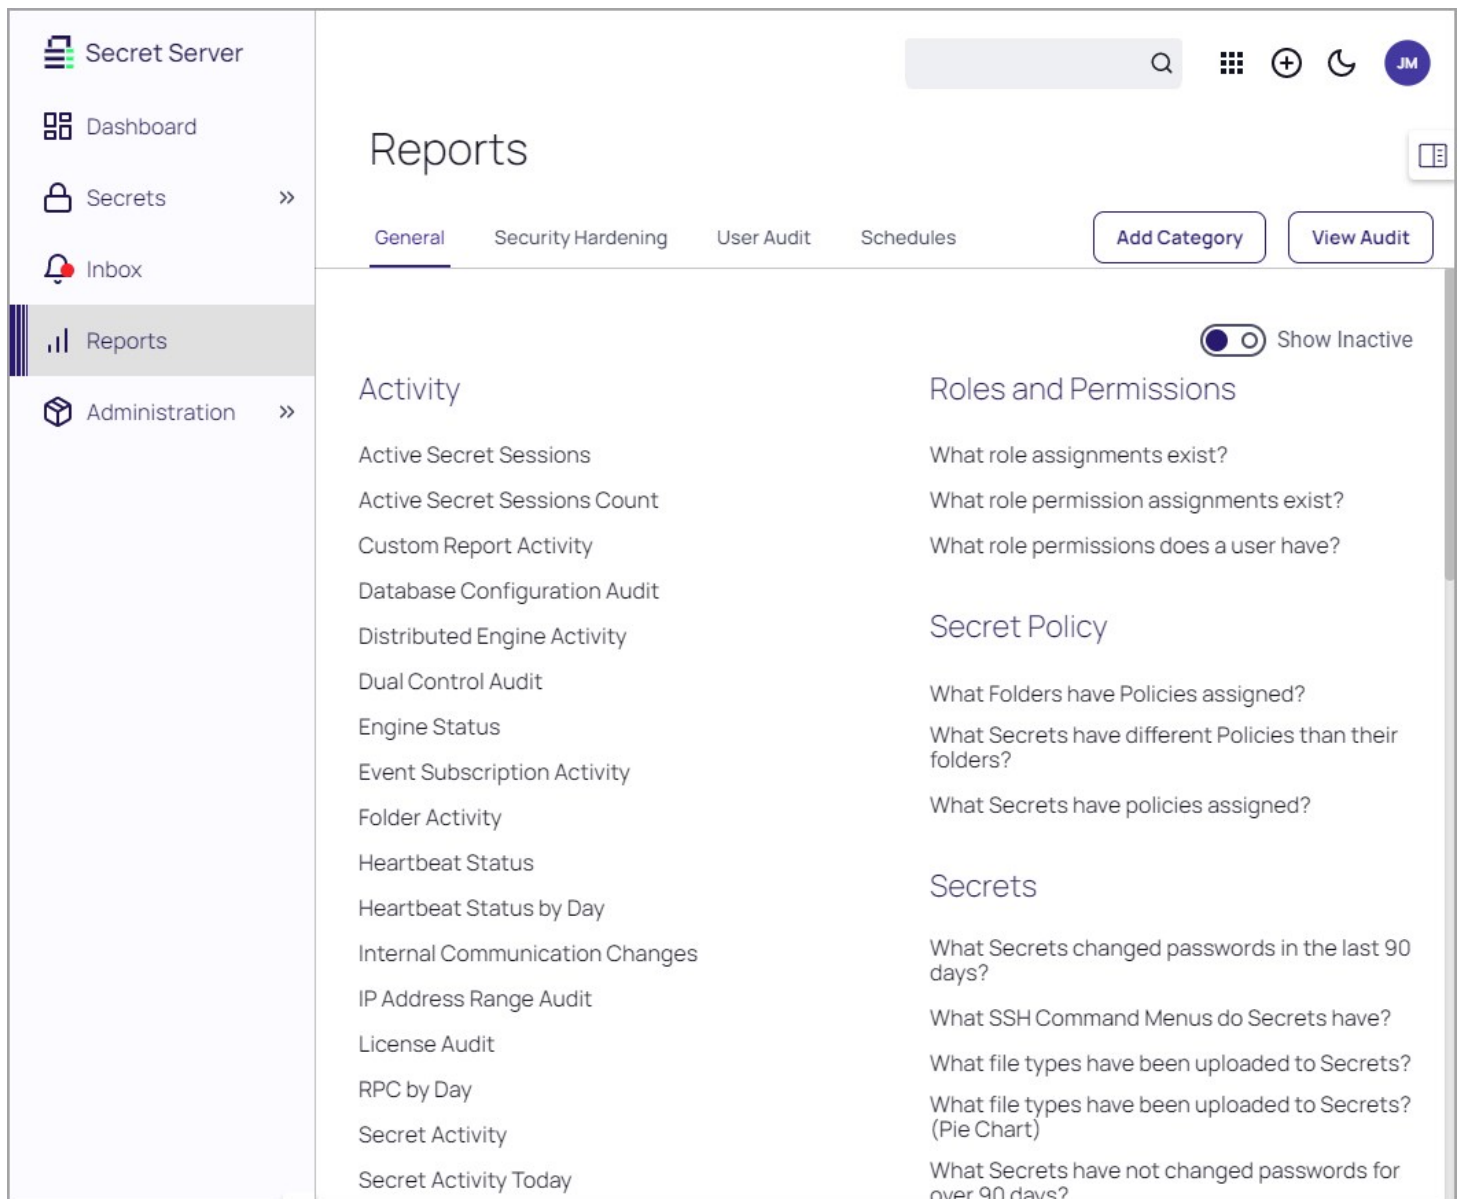 Secret Server
Dashboard
Secrets
Inbox
Reports
Administration
JM
Reports
General
Security Hardening
User Audit
Schedules
Add Category
View Audit
Show Inactive
Activity
Active Secret Sessions
Active Secret Sessions Count
Custom Report Activity
Database Configuration Audit
Distributed Engine Activity
Dual Control Audit
Engine Status
Event Subscription Activity
Folder Activity
Heartbeat Status
Heartbeat Status by Day
Internal Communication Changes
IP Address Range Audit
License Audit
RPC by Day
Secret Activity
Secret Activity Today
Roles and Permissions
What role assignments exist?
What role permission assignments exist?
What role permissions does a user have?
Secret Policy
What Folders have Policies assigned?
What Secrets have different Policies than their
folders?
What Secrets have policies assigned?
Secrets
What Secrets changed passwords in the last 90
days?
What SSH Command Menus do Secrets have?
What file types have been uploaded to Secrets?
What file types have been uploaded to Secrets?
(Pie Chart)
What Secrets have not changed passwords for
over 90 days?